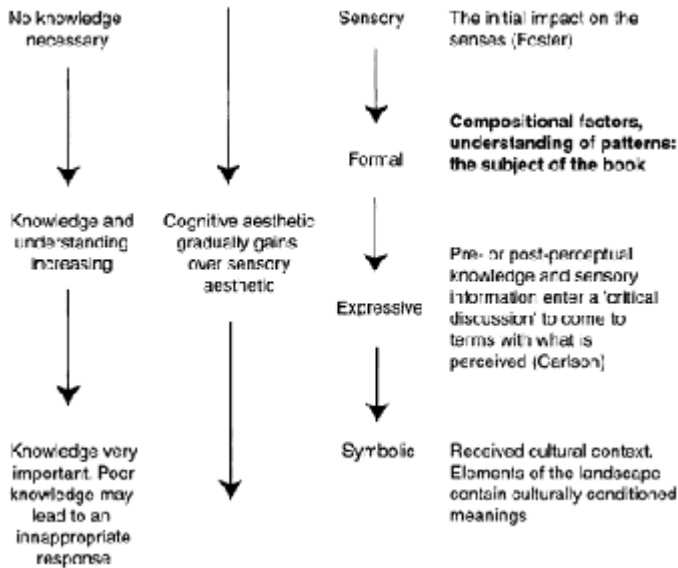 No knowledge
necessary
Knowledge and
understanding
increasing
Knowledge very
important. Poor
knowledge may
lead to an
innappropriate
response
Cognitive aesthetic
gradually gains
over sensory
aesthetic
Sensory
Formal
Expressive
Symbolic
The initial impact on the
senses (Foster)
Compositional factors,
understanding of patterns:
the subject of the book
Pre- or post-perceptual
knowledge and sensory
information enter a 'critical
discussion' to come to
terms with what is
perceived (Carlson)
Received cultural context.
Elements of the landscape
contain culturally conditioned
meanings